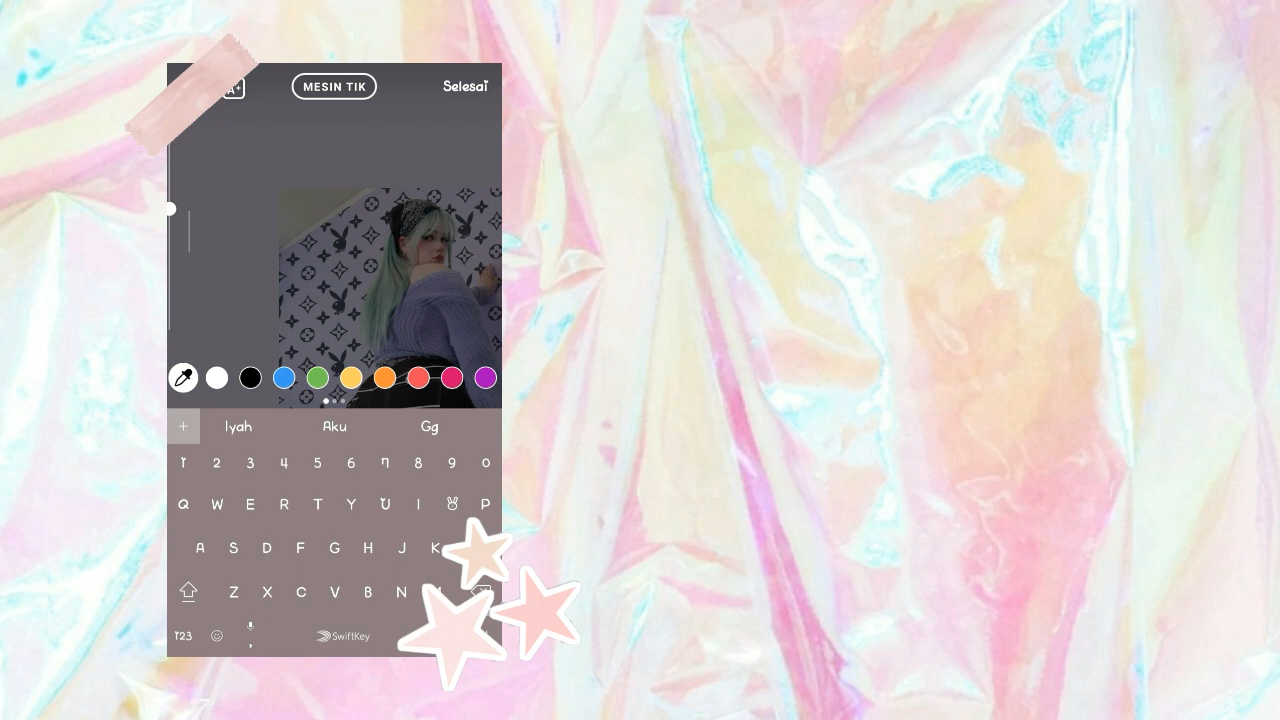 A+ MESIN TIK Selesai
+ Iyah Aku Gg
1 2 3 4 5 6 7 8 9 0
Q W E R T Y U I P
A S D F G H J K
Z X C V B N
123 , SwiftKey